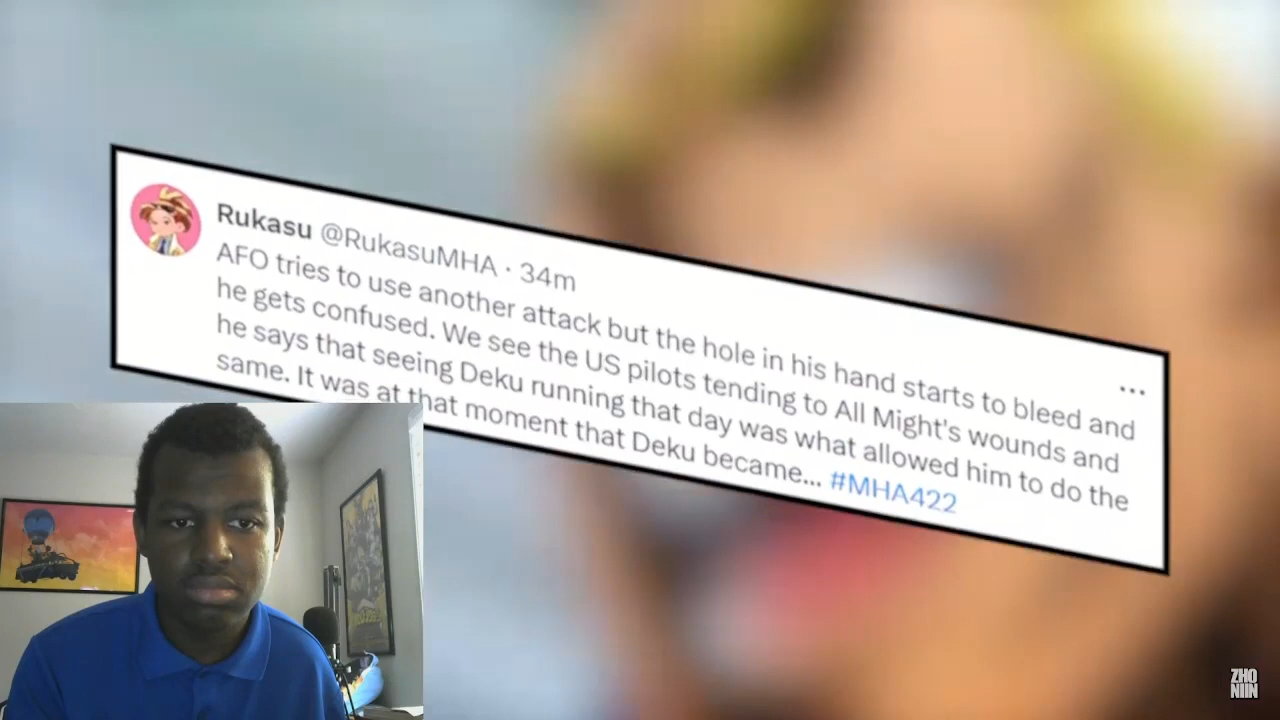 Rukasu @RukasuMHA · 34m
AFO tries to use another attack but the hole in his hand starts to bleed and
he gets confused. We see the US pilots tending to All Might's wounds and
he says that seeing Deku running that day was what allowed him to do the
same. It was at that moment that Deku became... #MHA422
ZHO
NIIN